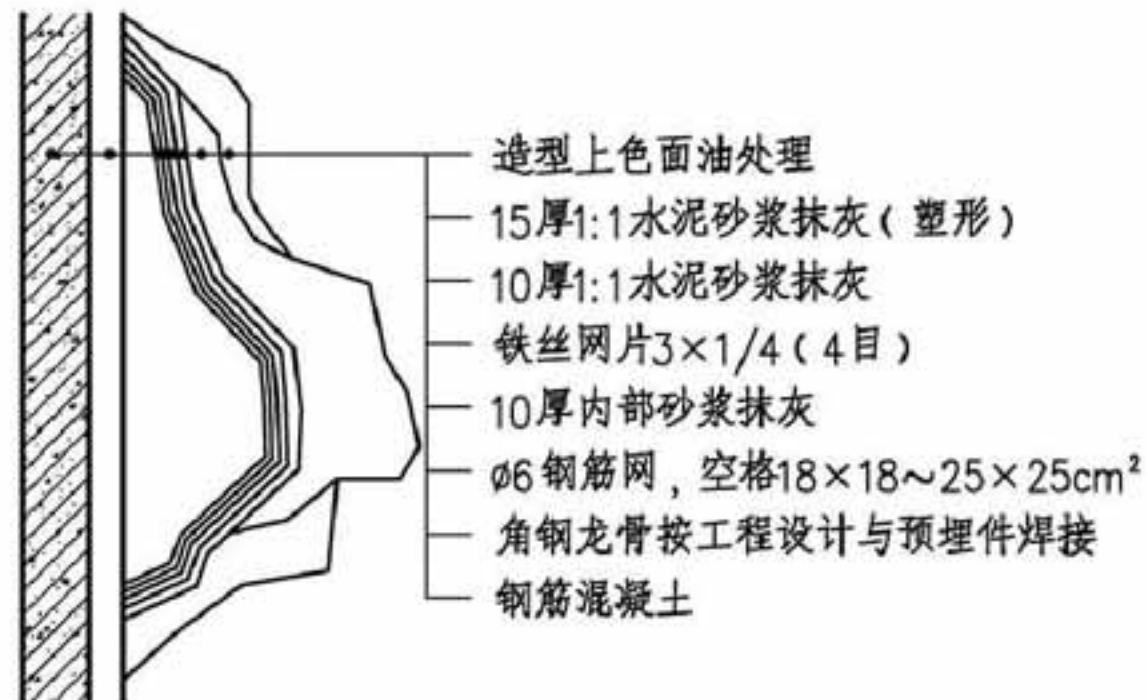 造型上色面油处理
15厚1:1水泥砂浆抹灰(塑形)
10厚1:1水泥砂浆抹灰
铁丝网片3×1/4(4目)
10厚内部砂浆抹灰
ø6钢筋网,空格18×18~25×25cm²
角钢龙骨按工程设计与预埋件焊接
钢筋混凝土